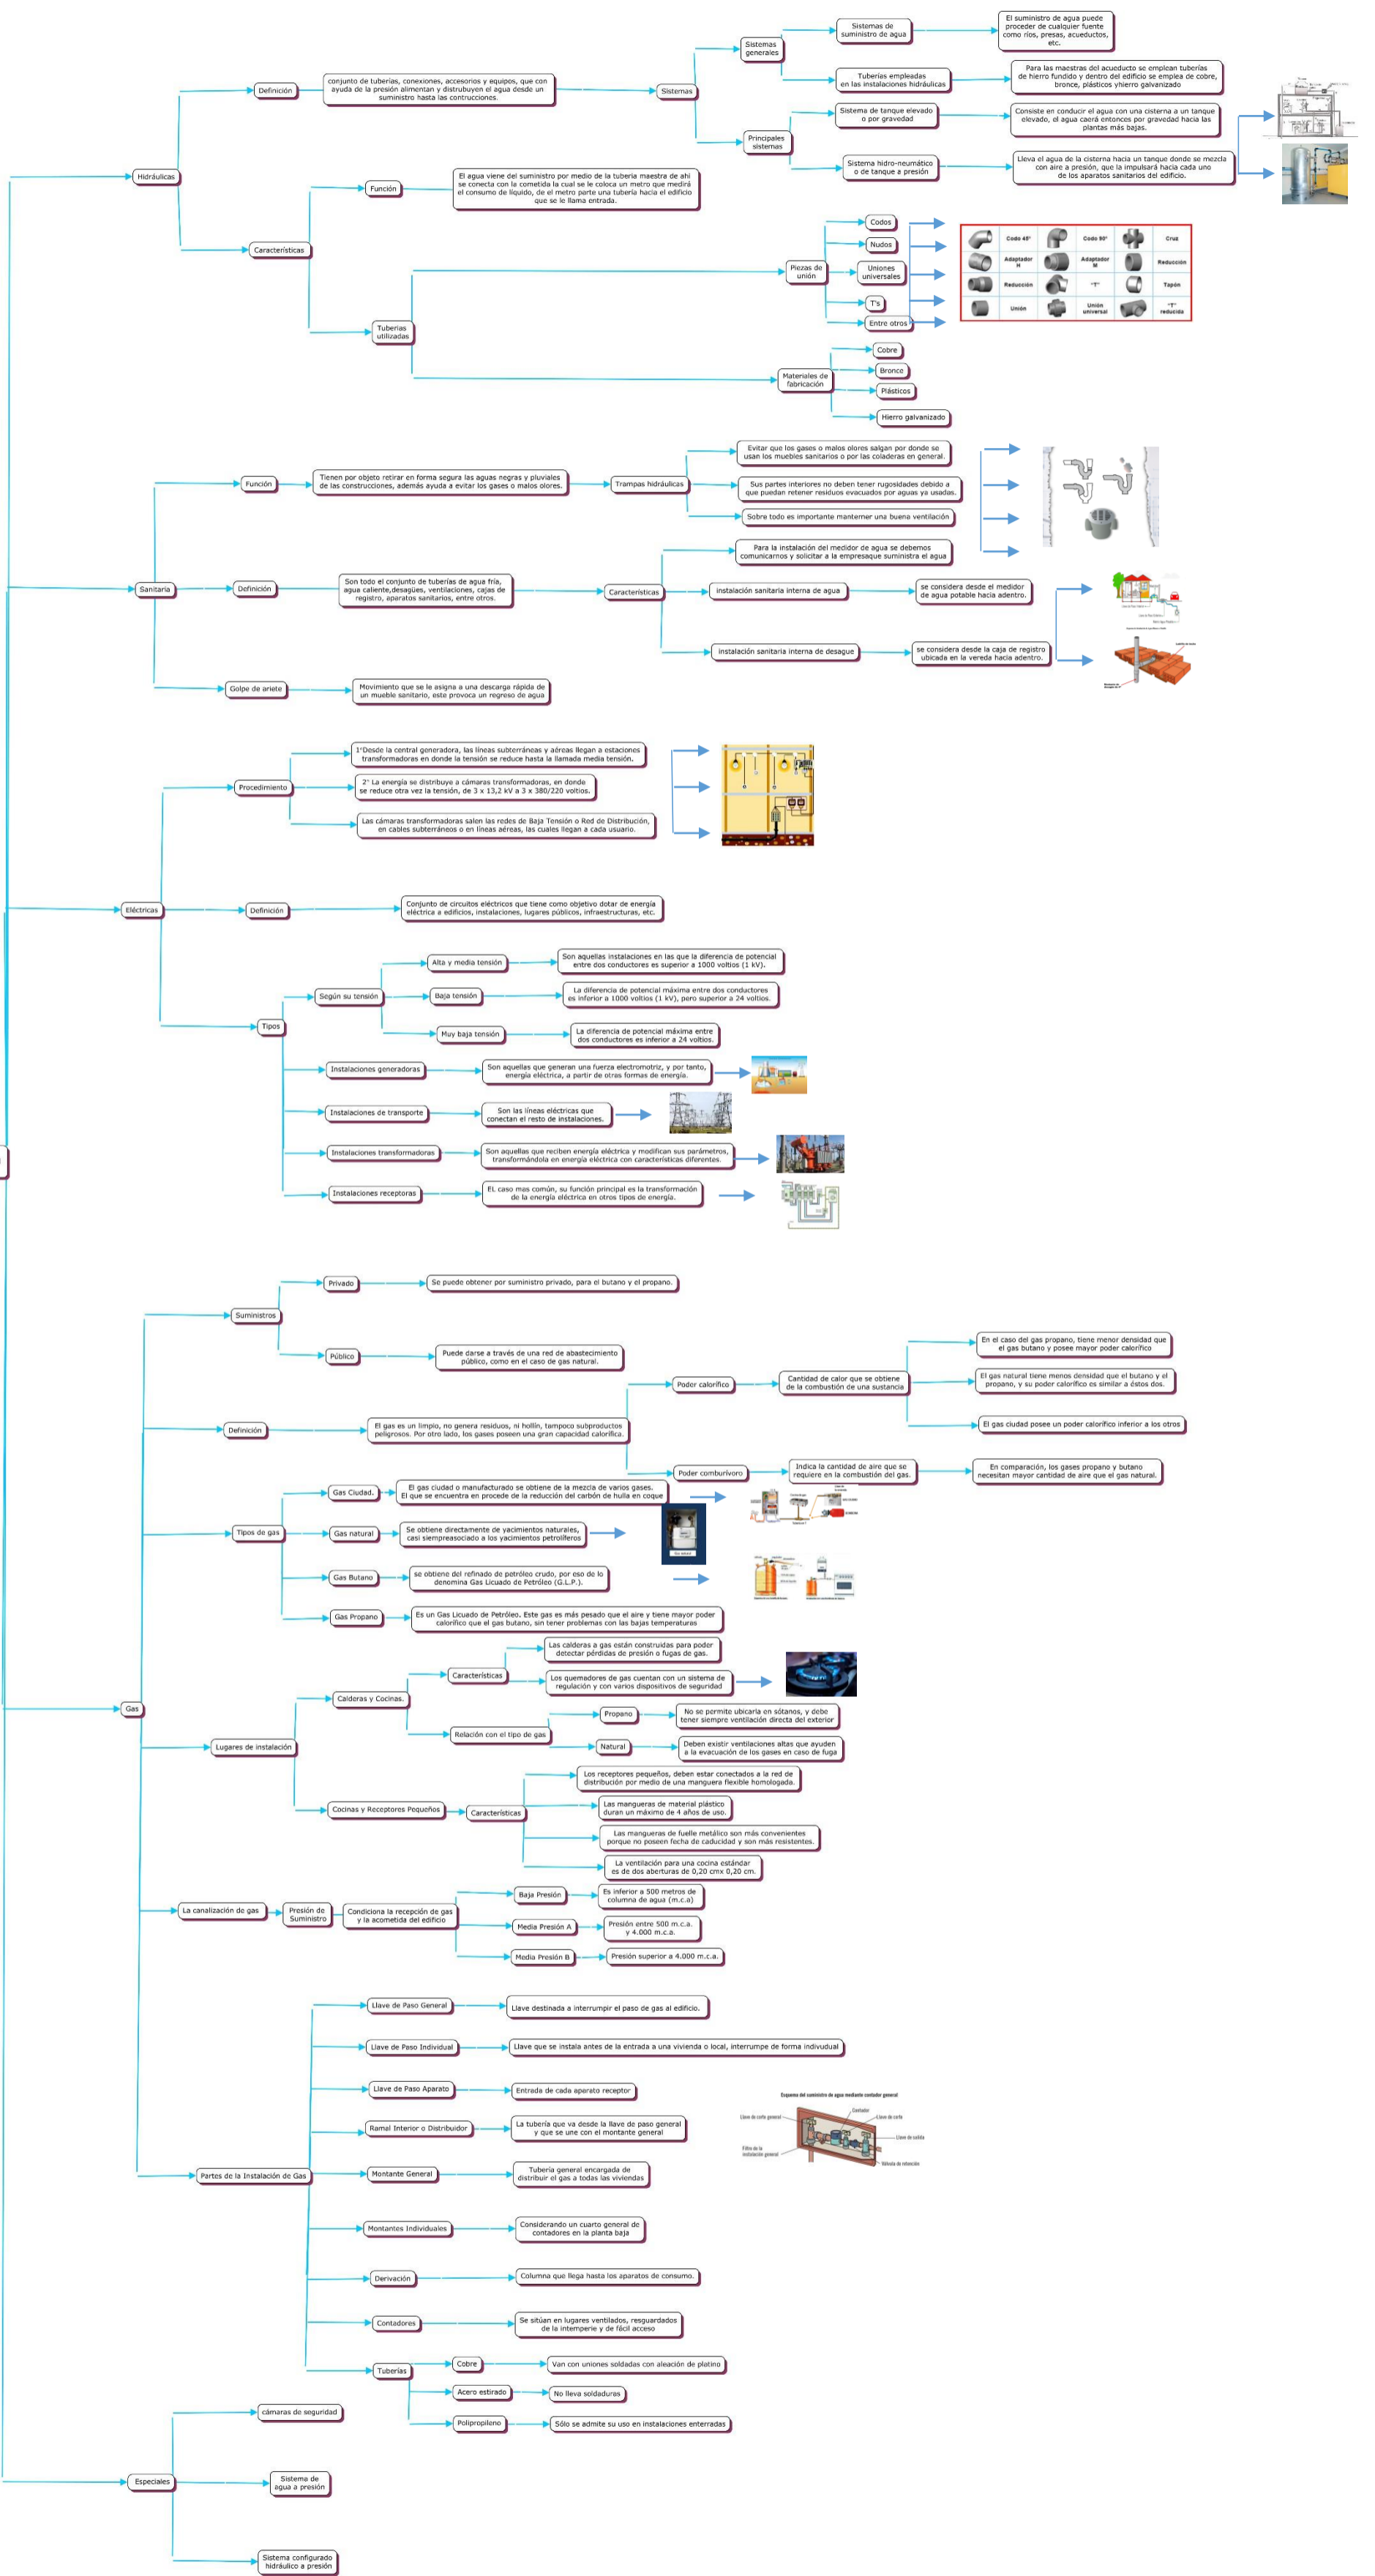 Hidráulicas
Definición
conjunto de tuberías, conexiones, accesorios y equipos, que con
ayuda de la presión alimentan y distrubuyen el agua desde un
suministro hasta las contrucciones.
Sistemas
Sistemas
generales
Sistemas de
suministro de agua
El suministro de agua puede
proceder de cualquier fuente
como ríos, presas, acueductos,
etc.
Tuberías empleadas
en las instalaciones hidráulicas
Para las maestras del acueducto se emplean tuberías
de hierro fundido y dentro del edificio se emplea de cobre,
bronce, plásticos yhierro galvanizado
Principales
sistemas
Sistema de tanque elevado
o por gravedad
Consiste en conducir el agua con una cisterna a un tanque
elevado, el agua caerá entonces por gravedad hacia las
plantas más bajas.
Sistema hidro-neumático
o de tanque a presión
Lleva el agua de la cisterna hacia un tanque donde se mezcla
con aire a presión, que la impulsará hacia cada uno
de los aparatos sanitarios del edificio.
Características
Función
El agua viene del suministro por medio de la tuberia maestra de ahi
se conecta con la cometida la cual se le coloca un metro que medirá
el consumo de líquido, de el metro parte una tubería hacia el edificio
que se le llama entrada.
Tuberias
utilizadas
Piezas de
unión
Codos
Nudos
Uniones
universales
T's
Entre otros
Codo 45°
Codo 90°
Cruz
Adaptador
H
Adaptador
M
Reducción
Reducción
"T"
Tapón
Unión
Unión
universal
"T"
reducida
Materiales de
fabricación
Cobre
Bronce
Plásticos
Hierro galvanizado
Sanitaria
Función
Tienen por objeto retirar en forma segura las aguas negras y pluviales
de las construcciones, además ayuda a evitar los gases o malos olores.
Trampas hidráulicas
Evitar que los gases o malos olores salgan por donde se
usan los muebles sanitarios o por las coladeras en general.
Sus partes interiores no deben tener rugosidades debido a
que puedan retener residuos evacuados por aguas ya usadas.
Sobre todo es importante mantemer una buena ventilación
Definición
Son todo el conjunto de tuberías de agua fría,
agua caliente,desagües, ventilaciones, cajas de
registro, aparatos sanitarios, entre otros.
Características
Para la instalación del medidor de agua se debemos
comunicarnos y solicitar a la empresaque suministra el agua
instalación sanitaria interna de agua
se considera desde el medidor
de agua potable hacia adentro.
instalación sanitaria interna de desague
se considera desde la caja de registro
ubicada en la vereda hacia adentro.
Golpe de ariete
Movimiento que se le asigna a una descarga rápida de
un mueble sanitario, este provoca un regreso de agua
Eléctricas
Procedimiento
1°Desde la central generadora, las líneas subterráneas y aéreas llegan a estaciones
transformadoras en donde la tensión se reduce hasta la llamada media tensión.
2° La energía se distribuye a cámaras transformadoras, en donde
se reduce otra vez la tensión, de 3 x 13,2 kV a 3 x 380/220 voltios.
Las cámaras transformadoras salen las redes de Baja Tensión o Red de Distribución,
en cables subterráneos o en líneas aéreas, las cuales llegan a cada usuario.
Definición
Conjunto de circuitos eléctricos que tiene como objetivo dotar de energía
eléctrica a edificios, instalaciones, lugares públicos, infraestructuras, etc.
Tipos
Según su tensión
Alta y media tensión
Son aquellas instalaciones en las que la diferencia de potencial
entre dos conductores es superior a 1000 voltios (1 kV).
Baja tensión
La diferencia de potencial máxima entre dos conductores
es inferior a 1000 voltios (1 kV), pero superior a 24 voltios.
Muy baja tensión
La diferencia de potencial máxima entre
dos conductores es inferior a 24 voltios.
Instalaciones generadoras
Son aquellas que generan una fuerza electromotriz, y por tanto,
energía eléctrica, a partir de otras formas de energía.
Instalaciones de transporte
Son las líneas eléctricas que
conectan el resto de instalaciones.
Instalaciones transformadoras
Son aquellas que reciben energía eléctrica y modifican sus parámetros,
transformándola en energía eléctrica con características diferentes.
Instalaciones receptoras
EL caso mas común, su función principal es la transformación
de la energía eléctrica en otros tipos de energía.
Gas
Suministros
Privado
Se puede obtener por suministro privado, para el butano y el propano.
Público
Puede darse a través de una red de abastecimiento
público, como en el caso de gas natural.
Definición
El gas es un limpio, no genera residuos, ni hollín, tampoco subproductos
peligrosos. Por otro lado, los gases poseen una gran capacidad calorífica.
Poder calorífico
Cantidad de calor que se obtiene
de la combustión de una sustancia
En el caso del gas propano, tiene menor densidad que
el gas butano y posee mayor poder calorífico
El gas natural tiene menos densidad que el butano y el
propano, y su poder calorífico es similar a éstos dos.
El gas ciudad posee un poder calorífico inferior a los otros
Poder comburívoro
Indica la cantidad de aire que se
requiere en la combustión del gas.
En comparación, los gases propano y butano
necesitan mayor cantidad de aire que el gas natural.
Tipos de gas
Gas Ciudad.
El gas ciudad o manufacturado se obtiene de la mezcla de varios gases.
El que se encuentra en procede de la reducción del carbón de hulla en coque
Gas natural
Se obtiene directamente de yacimientos naturales,
casi siempreasociado a los yacimientos petrolíferos
Gas Butano
se obtiene del refinado de petróleo crudo, por eso de lo
denomina Gas Licuado de Petróleo (G.L.P.).
Gas Propano
Es un Gas Licuado de Petróleo. Este gas es más pesado que el aire y tiene mayor poder
calorífico que el gas butano, sin tener problemas con las bajas temperaturas
Lugares de instalación
Calderas y Cocinas.
Características
Las calderas a gas están construidas para poder
detectar pérdidas de presión o fugas de gas.
Los quemadores de gas cuentan con un sistema de
regulación y con varios dispositivos de seguridad
Relación con el tipo de gas
Propano
No se permite ubicarla en sótanos, y debe
tener siempre ventilación directa del exterior
Natural
Deben existir ventilaciones altas que ayuden
a la evacuación de los gases en caso de fuga
Cocinas y Receptores Pequeños
Características
Los receptores pequeños, deben estar conectados a la red de
distribución por medio de una manguera flexible homologada.
Las mangueras de material plástico
duran un máximo de 4 años de uso.
Las mangueras de fuelle metálico son más convenientes
porque no poseen fecha de caducidad y son más resistentes.
La ventilación para una cocina estándar
es de dos aberturas de 0,20 cmx 0,20 cm.
La canalización de gas
Presión de
Suministro
Condiciona la recepción de gas
y la acometida del edificio
Baja Presión
Es inferior a 500 metros de
columna de agua (m.c.a)
Media Presión A
Presión entre 500 m.c.a.
y 4.000 m.c.a.
Media Presión B
Presión superior a 4.000 m.c.a.
Partes de la Instalación de Gas
Llave de Paso General
Llave destinada a interrumpir el paso de gas al edificio.
Llave de Paso Individual
Llave que se instala antes de la entrada a una vivienda o local, interrumpe de forma indivudual
Llave de Paso Aparato
Entrada de cada aparato receptor
Ramal Interior o Distribuidor
La tubería que va desde la llave de paso general
y que se une con el montante general
Montante General
Tubería general encargada de
distribuir el gas a todas las viviendas
Montantes Individuales
Considerando un cuarto general de
contadores en la planta baja
Derivación
Columna que llega hasta los aparatos de consumo.
Contadores
Se sitúan en lugares ventilados, resguardados
de la intemperie y de fácil acceso
Tuberías
Cobre
Van con uniones soldadas con aleación de platino
Acero estirado
No lleva soldaduras
Polipropileno
Sólo se admite su uso en instalaciones enterradas
Esquema del suministro de agua mediante contador general
Llave de corte general
Contador
Llave de corte
Llave de salida
Filtro de la
instalación general
Válvula de retención
Especiales
cámaras de seguridad
Sistema de
agua a presión
Sistema configurado
hidráulico a presión